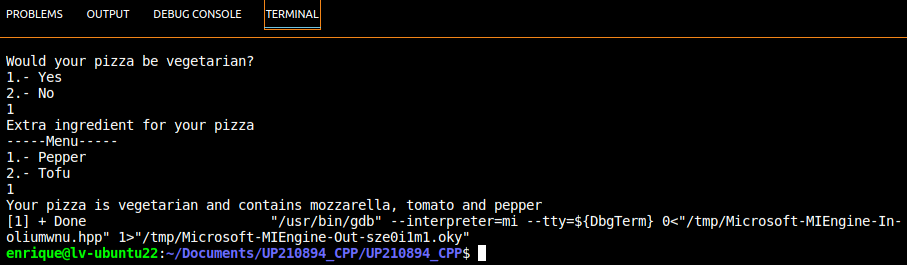 PROBLEMS OUTPUT DEBUG CONSOLE TERMINAL
Would your pizza be vegetarian?
1.- Yes
2.- No
1
Extra ingredient for your pizza
-----Menu-----
1.- Pepper
2.- Tofu
1
Your pizza is vegetarian and contains mozzarella, tomato and pepper
[1] + Done                       "/usr/bin/gdb" --interpreter=mi --tty=${DbgTerm} 0<"/tmp/Microsoft-MIEngine-In-
oliumwnu.hpp" 1>"/tmp/Microsoft-MIEngine-Out-sze0i1m1.oky"
enrique@lv-ubuntu22:~/Documents/UP210894_CPP/UP210894_CPP$